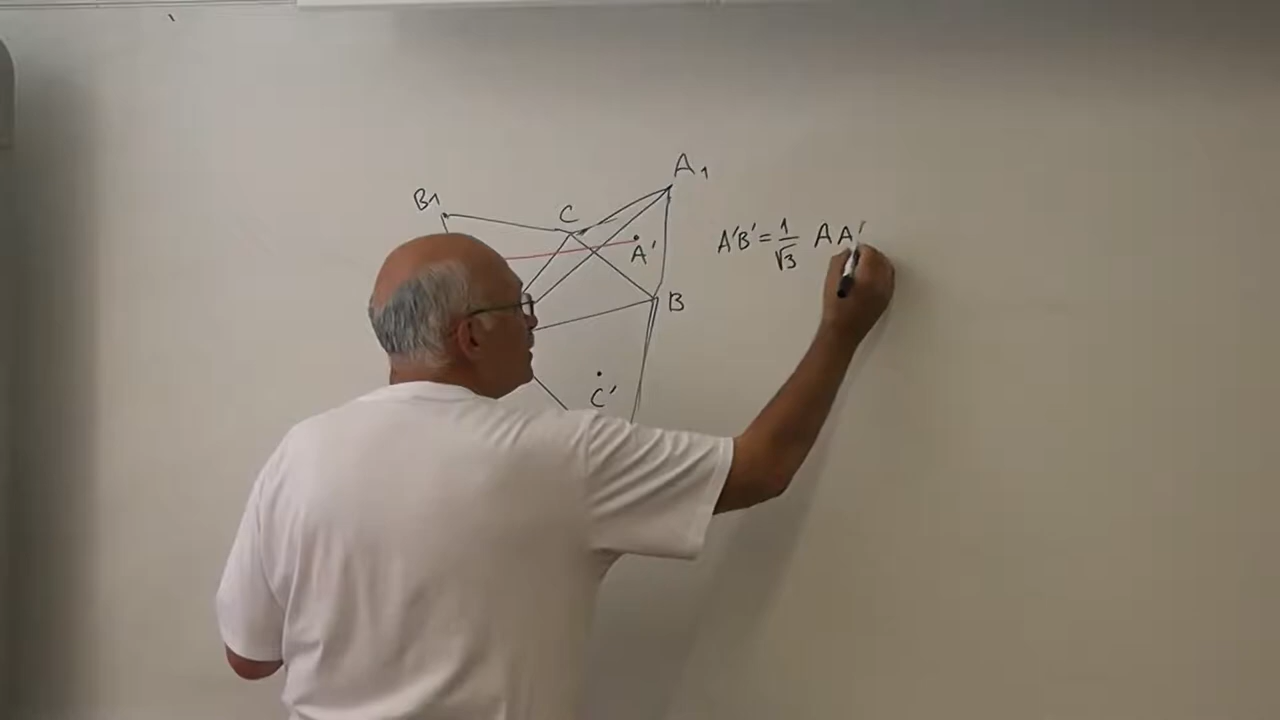 A1
B1
C
A'
A'B' = 1/√3 AA'
B
C'